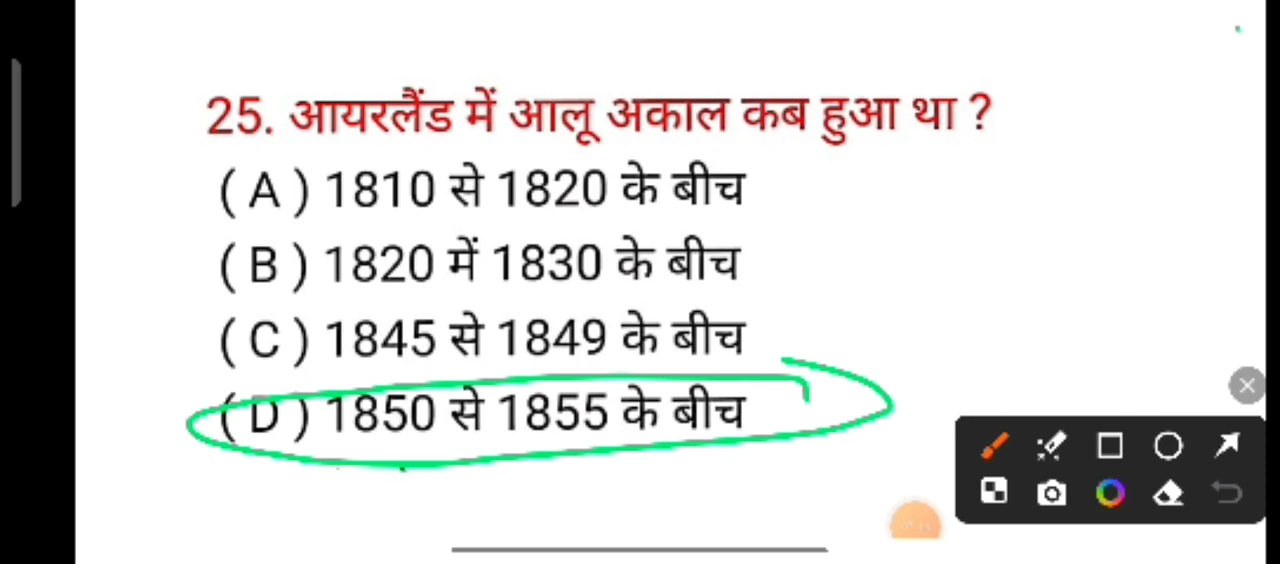 25. आयरलैंड में आलू अकाल कब हुआ था ?
( A ) 1810 से 1820 के बीच
( B ) 1820 में 1830 के बीच
( C ) 1845 से 1849 के बीच
( D ) 1850 से 1855 के बीच